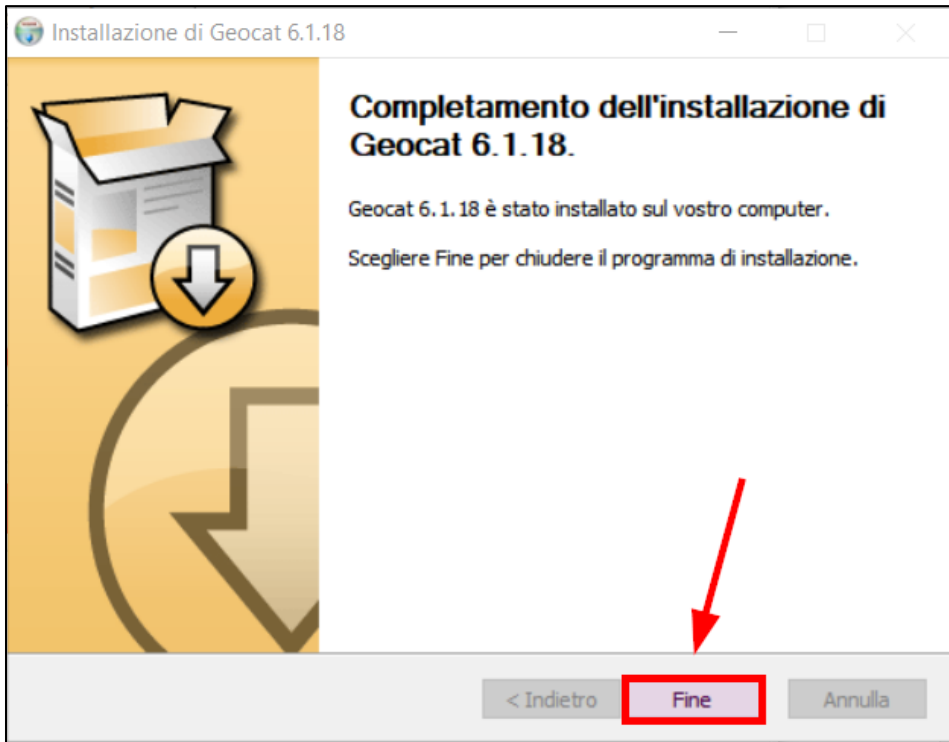 Installazione di Geocat 6.1.18
Completamento dell'installazione di
Geocat 6.1.18.
Geocat 6.1.18 è stato installato sul vostro computer.
Scegliere Fine per chiudere il programma di installazione.
< Indietro
Fine
Annulla